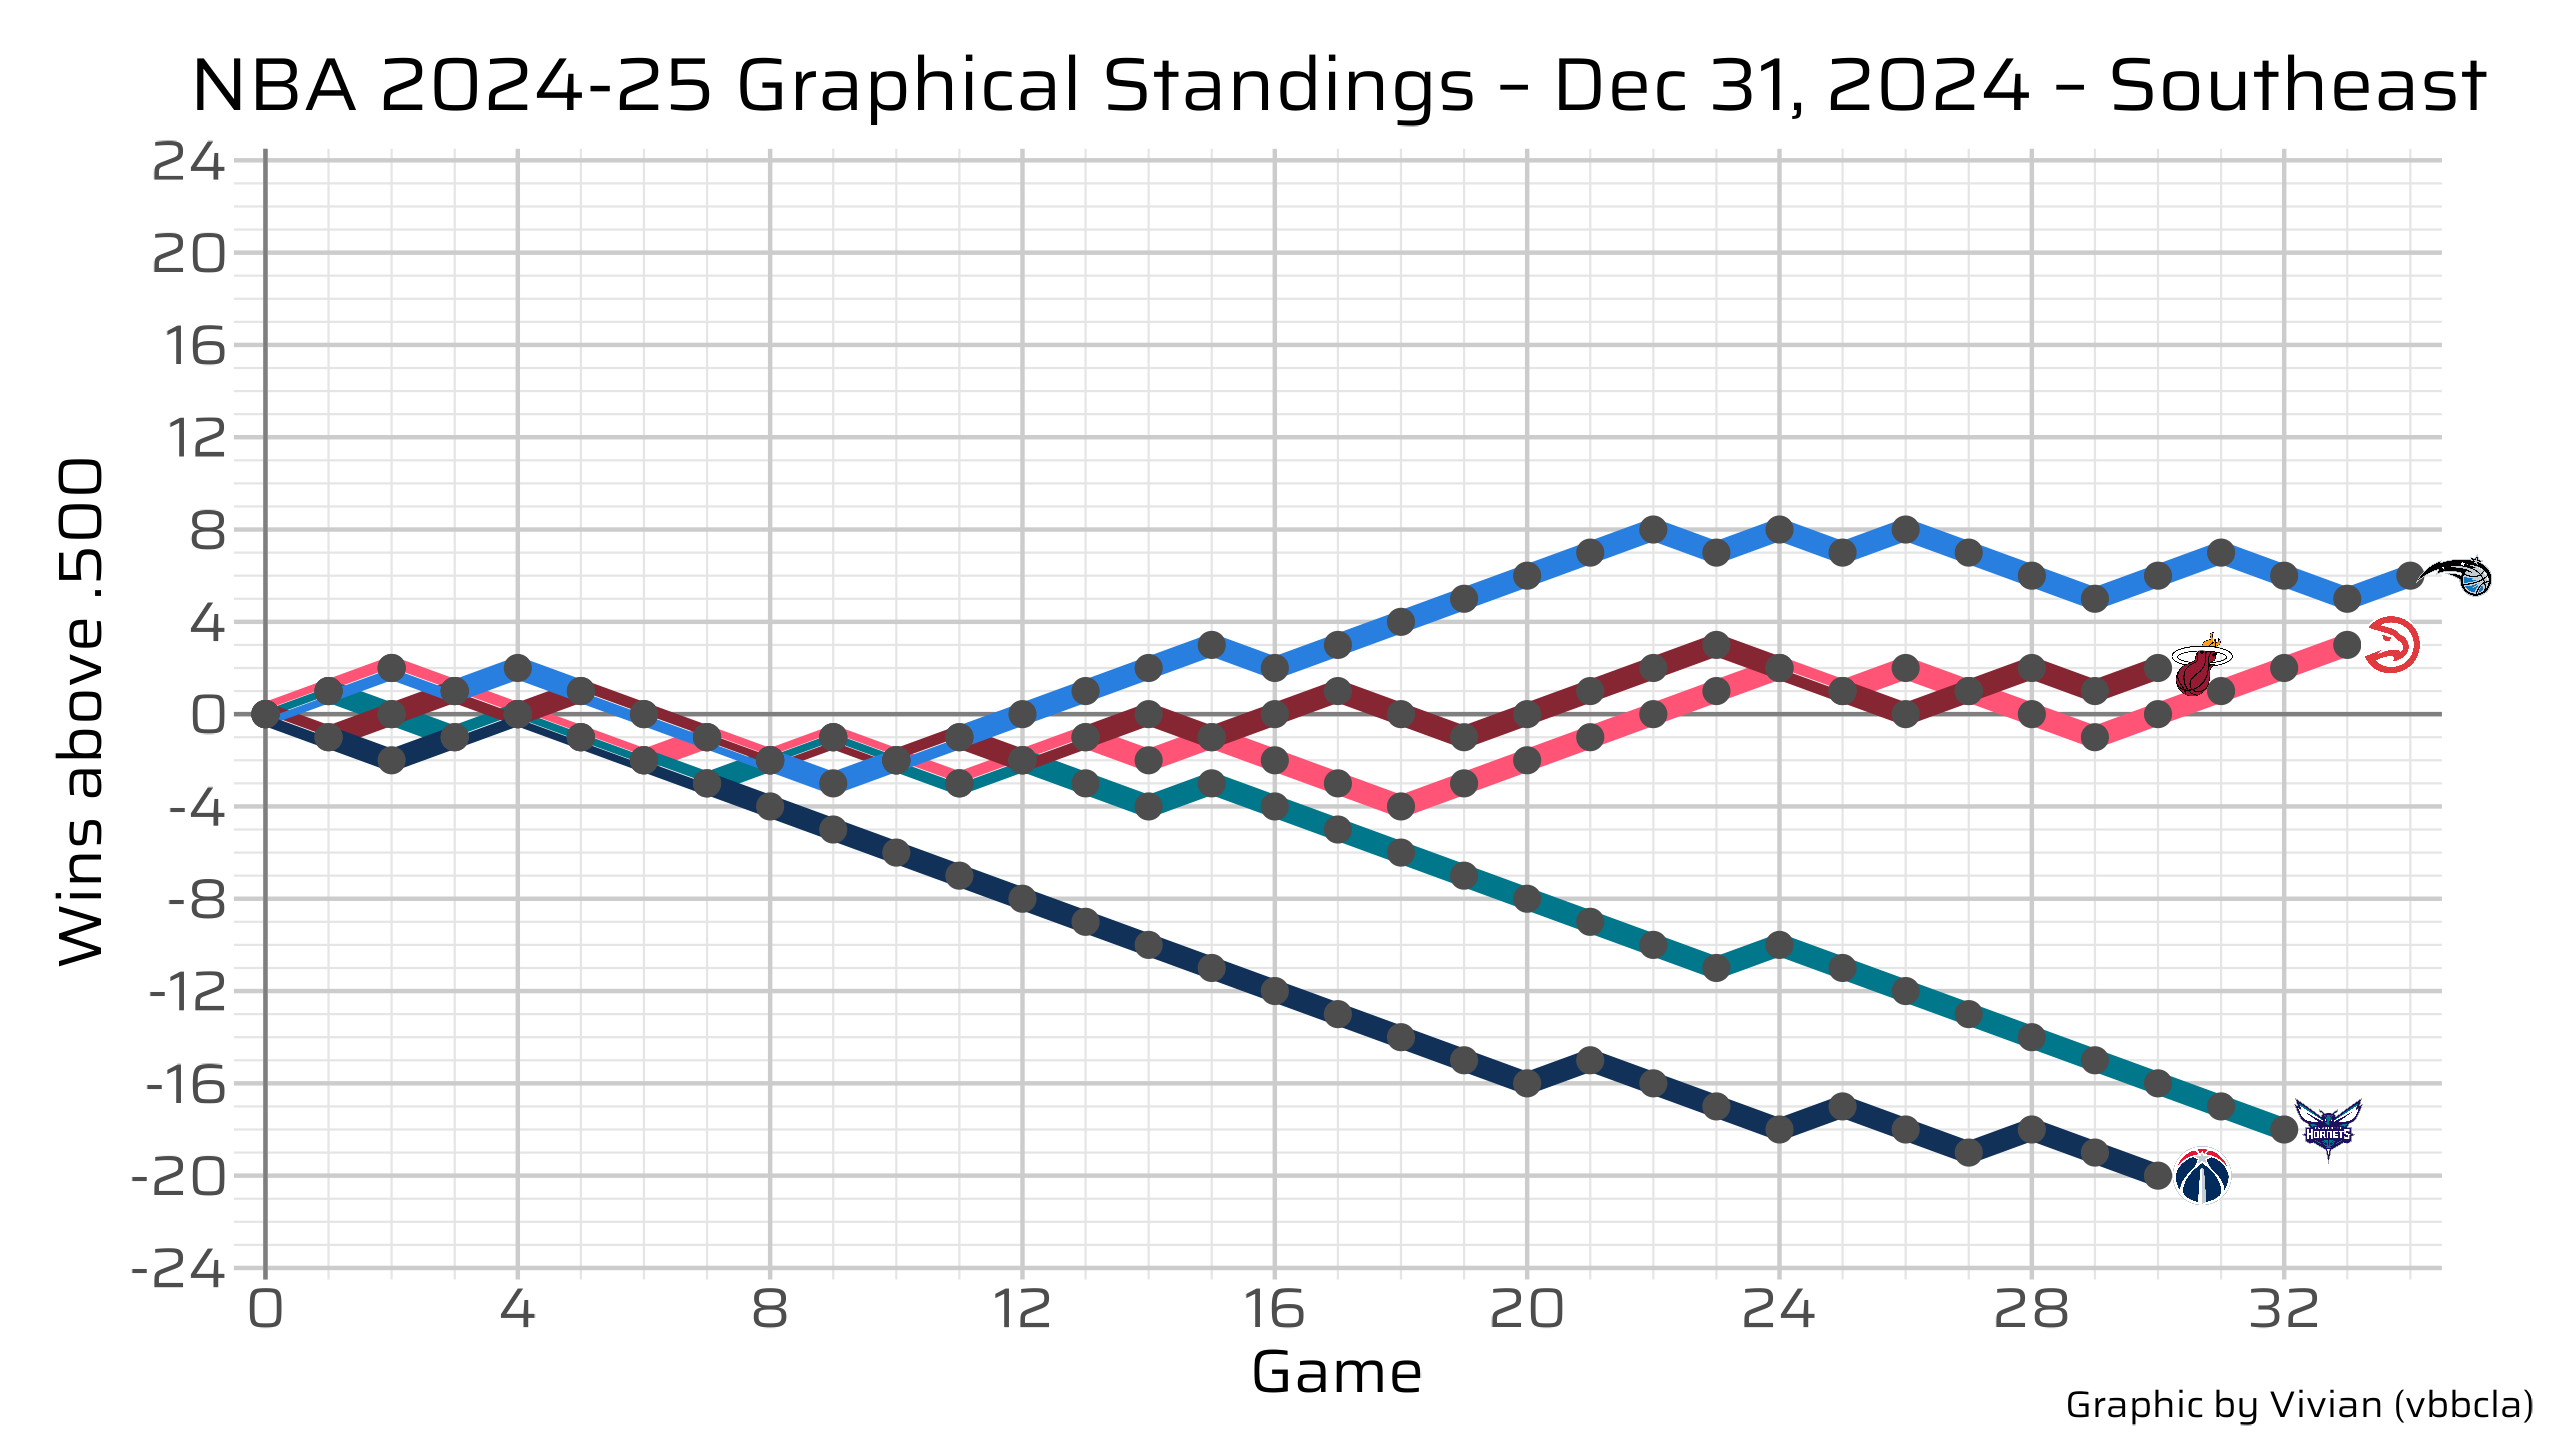 NBA 2024-25 Graphical Standings – Dec 31, 2024 – Southeast
Wins above .500
24
20
16
12
8
4
0
-4
-8
-12
-16
-20
-24
HORNETS
0 4 8 12 16 20 24 28 32
Game
Graphic by Vivian (vbbcla)